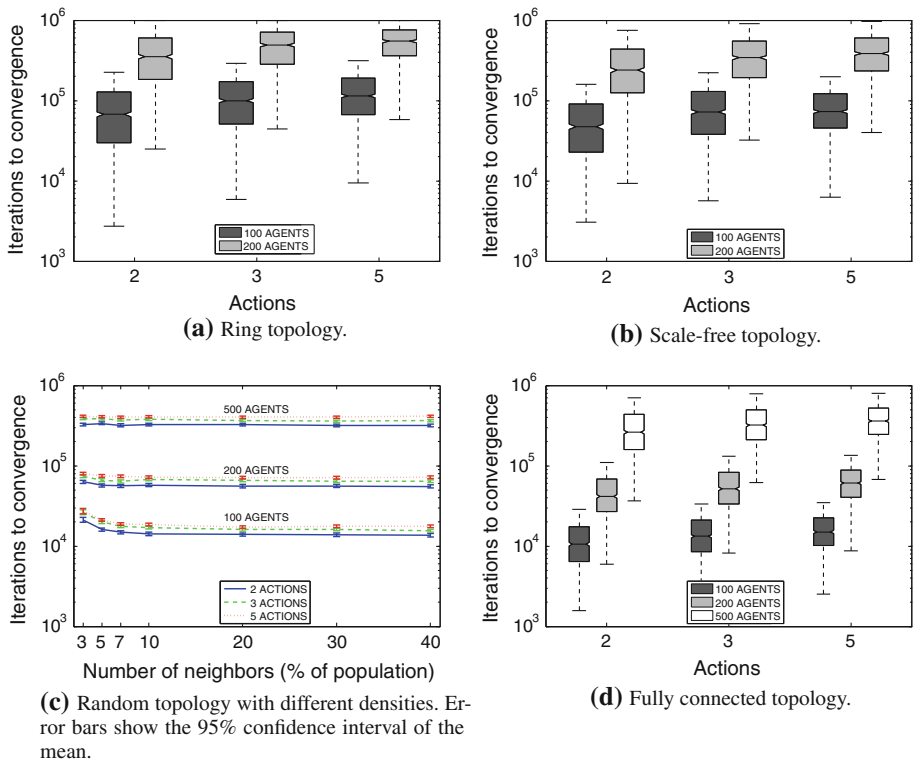 10^6
10^5
10^4
10^3
Iterions to convergence
100 AGENTS
200 AGENTS
2 3 5
Actions
(a) Ring topology.
10^6
10^5
10^4
10^3
Iterions to convergence
100 AGENTS
200 AGENTS
2 3 5
Actions
(b) Scale-free topology.
10^6
10^5
10^4
10^3
Iterions to convergence
500 AGENTS
200 AGENTS
100 AGENTS
2 ACTIONS
3 ACTIONS
5 ACTIONS
3 5 7 10 20 30 40
Number of neighbors (% of population)
(c) Random topology with different densities. Er-
ror bars show the 95% confidence interval of the
mean.
10^6
10^5
10^4
10^3
Iterions to convergence
100 AGENTS
200 AGENTS
500 AGENTS
2 3 5
Actions
(d) Fully connected topology.